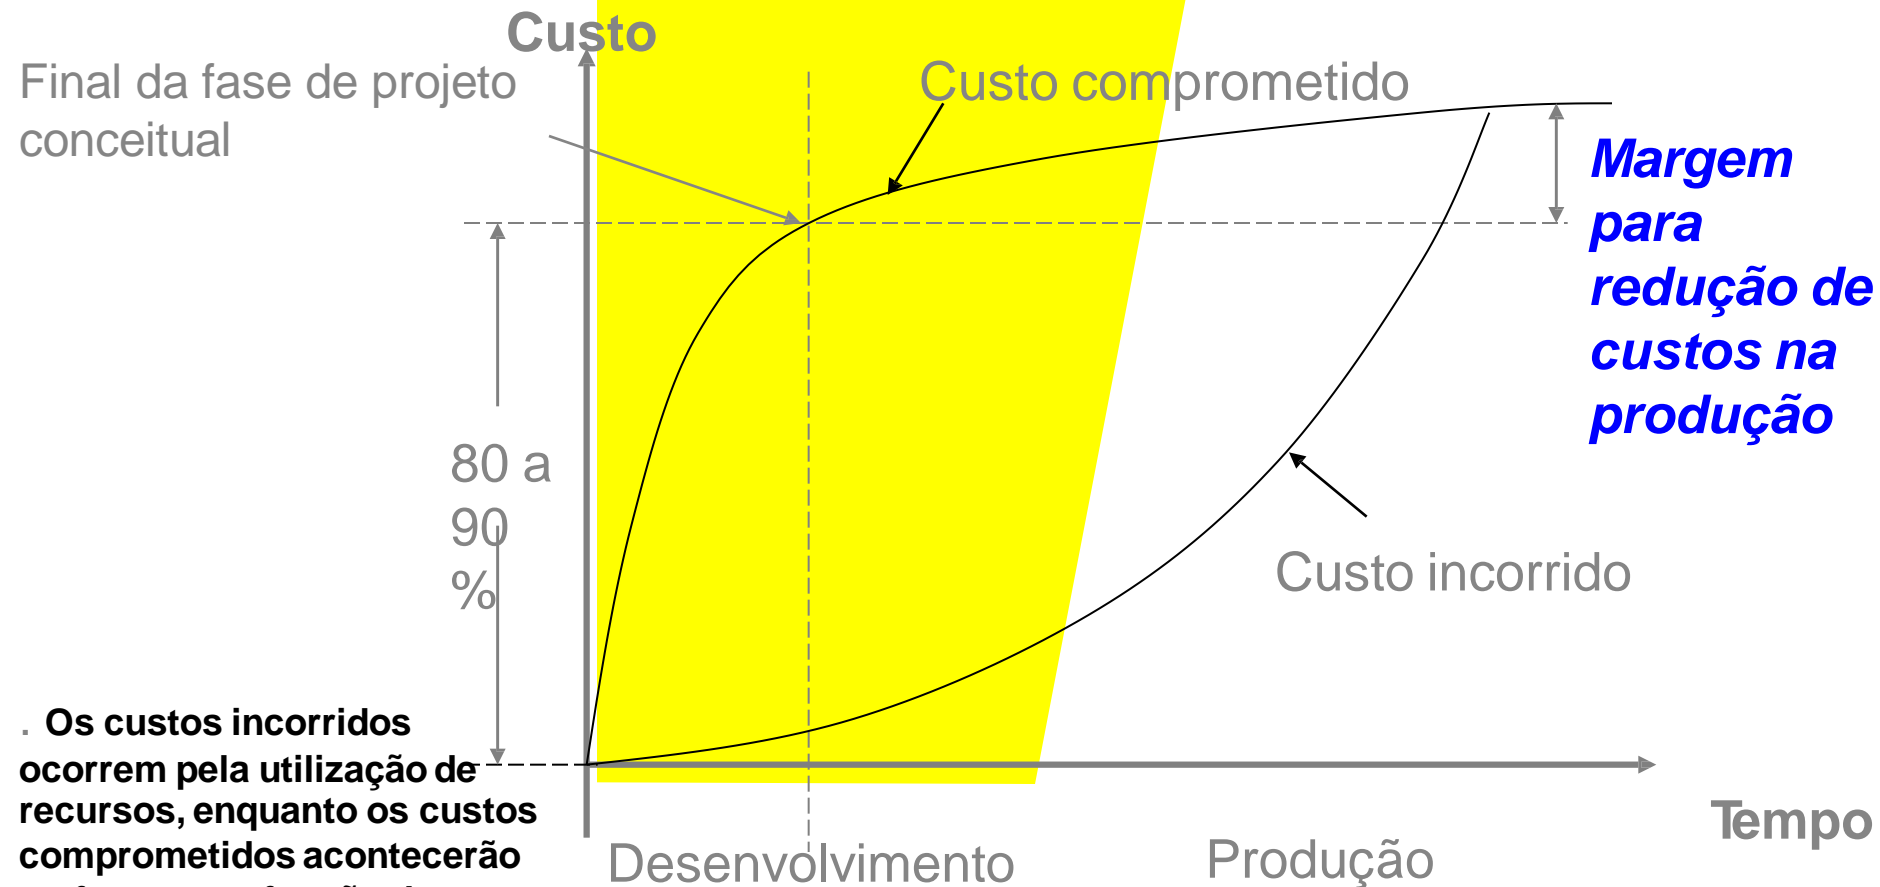 Custo
Final da fase de projeto
conceitual
Custo comprometido
Margem
para
redução de
custos na
produção
80 a
90
%
Custo incorrido
. Os custos incorridos
ocorrem pela utilização de
recursos, enquanto os custos
comprometidos acontecerão
Tempo
Desenvolvimento
Produção